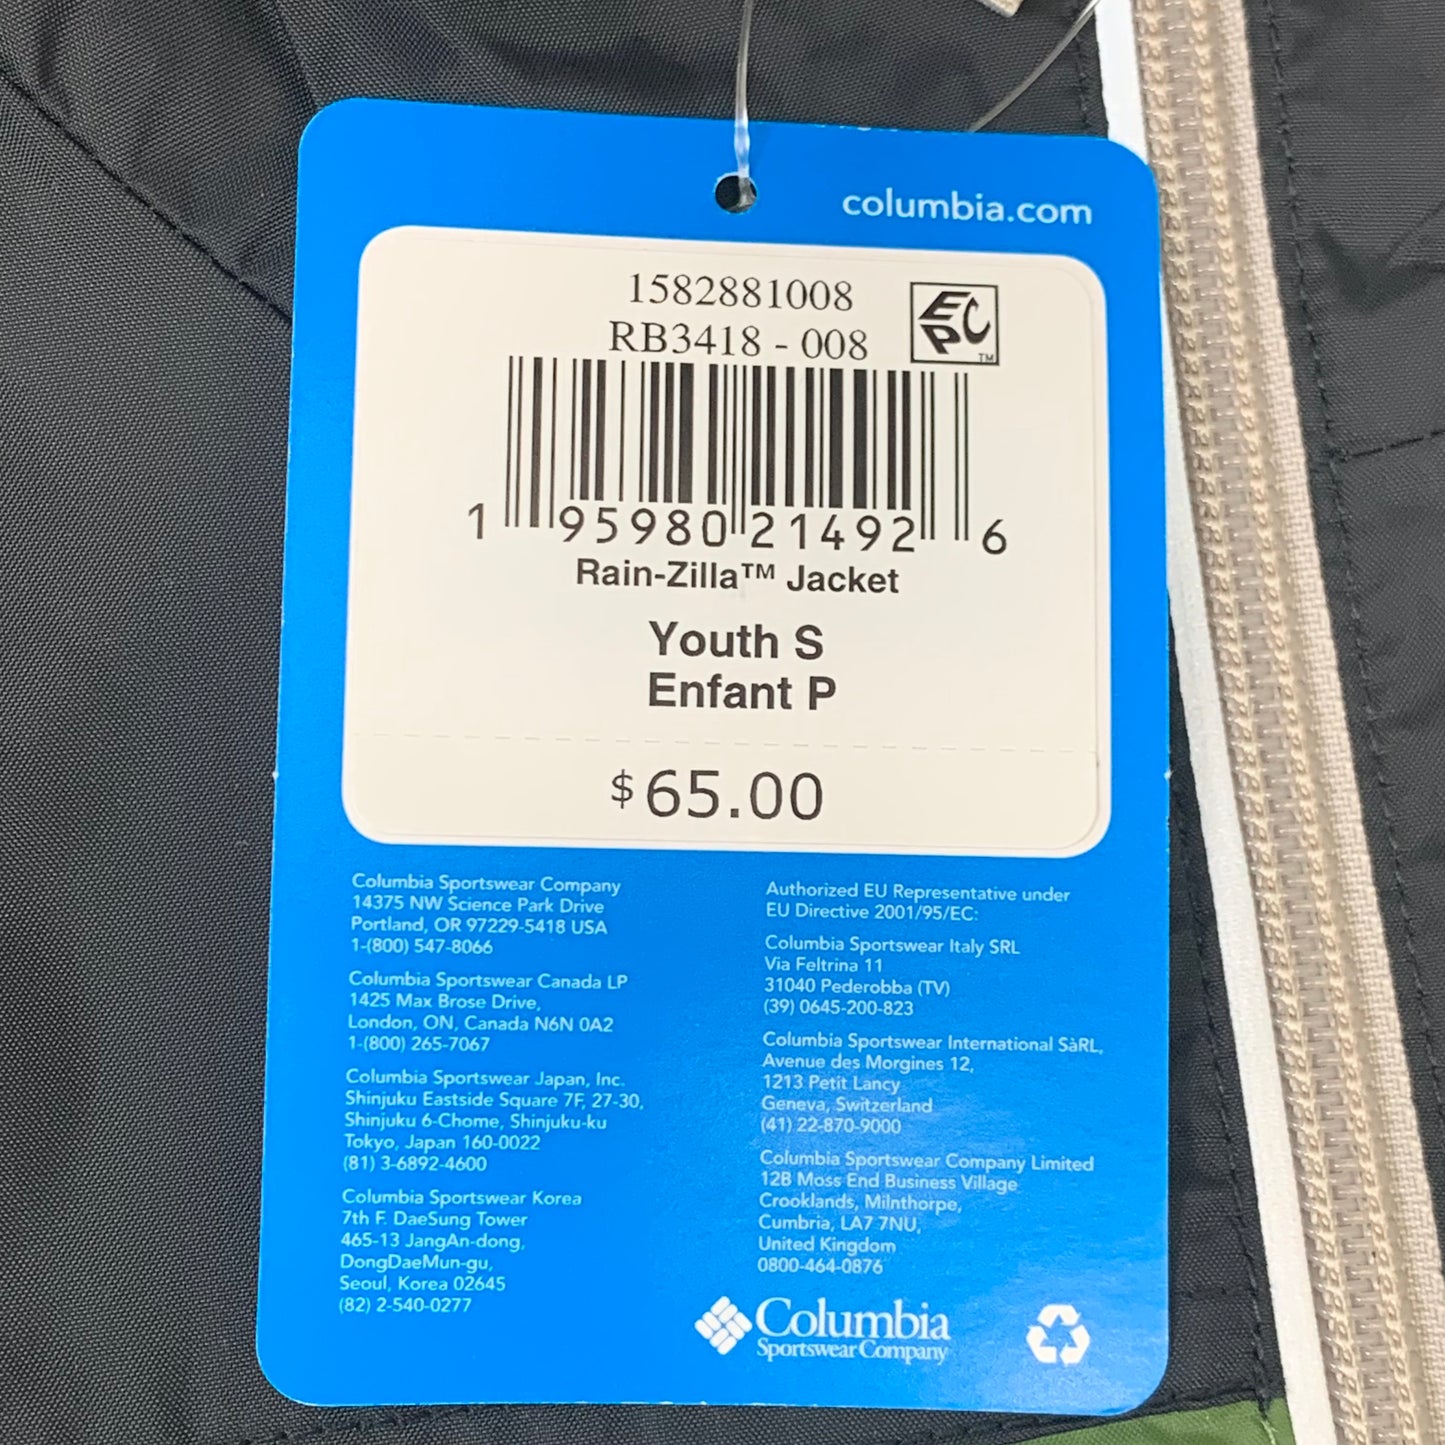 columbia.com
1582881008
RB3418 - 008
EPC™
1 95980 21492 6
Rain-Zilla™ Jacket
Youth S
Enfant P
$65.00
Columbia Sportswear Company
14375 NW Science Park Drive
Portland, OR 97229-5418 USA
1-(800) 547-8066
Columbia Sportswear Canada LP
1425 Max Brose Drive,
London, ON, Canada N6N 0A2
1-(800) 265-7067
Columbia Sportswear Japan, Inc.
Shinjuku Eastside Square 7F, 27-30,
Shinjuku 6-Chome, Shinjuku-ku
Tokyo, Japan 160-0022
(81) 3-6892-4600
Columbia Sportswear Korea
7th F. DaeSung Tower
465-13 JangAn-dong,
DongDaeMun-gu,
Seoul, Korea 02645
(82) 2-540-0277
Authorized EU Representative under
EU Directive 2001/95/EC:
Columbia Sportswear Italy SRL
Via Feltrina 11
31040 Pederobba (TV)
(39) 0645-200-823
Columbia Sportswear International SàRL,
Avenue des Morgines 12,
1213 Petit Lancy
Geneva, Switzerland
(41) 22-870-9000
Columbia Sportswear Company Limited
12B Moss End Business Village
Crooklands, Milnthorpe,
Cumbria, LA7 7NU,
United Kingdom
0800-464-0876
Columbia
Sportswear Company